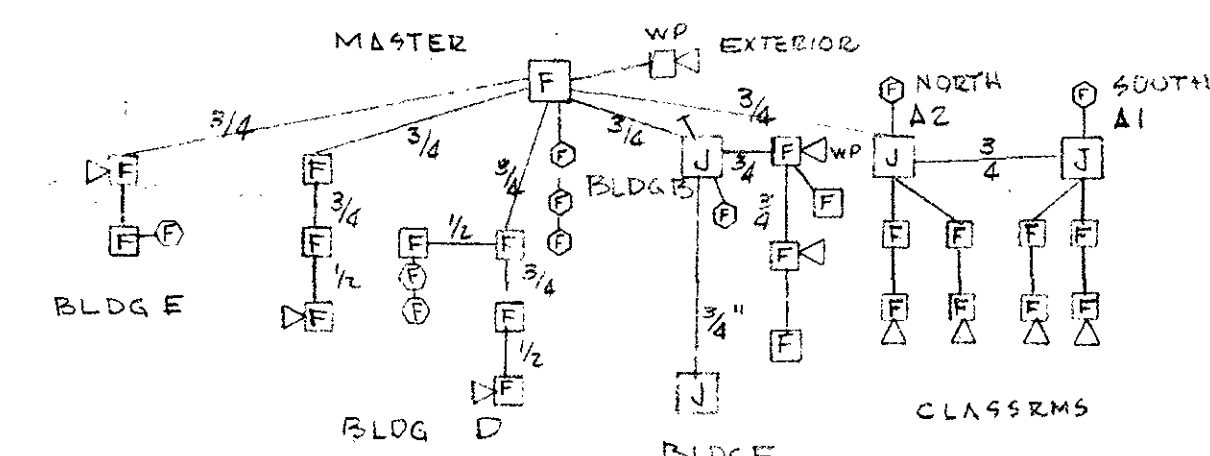 MASTER
WP EXTERIOR
F
F NORTH
A2
F SOUTH
A1
3/4
3/4
3/4
3/4
3/4
F
F
F
F
F
F
F
F
J
3/4
F WP
J
3/4
J
BLDG B
F
F
3/4
3/4
F
F
1/2
F
F
F
F
F
F
3/4
F
F
1/2
F
F
3/4"
F
F
F
F
F
F
1/2
F
J
BLDG E
BLDG D
CLASSRMS